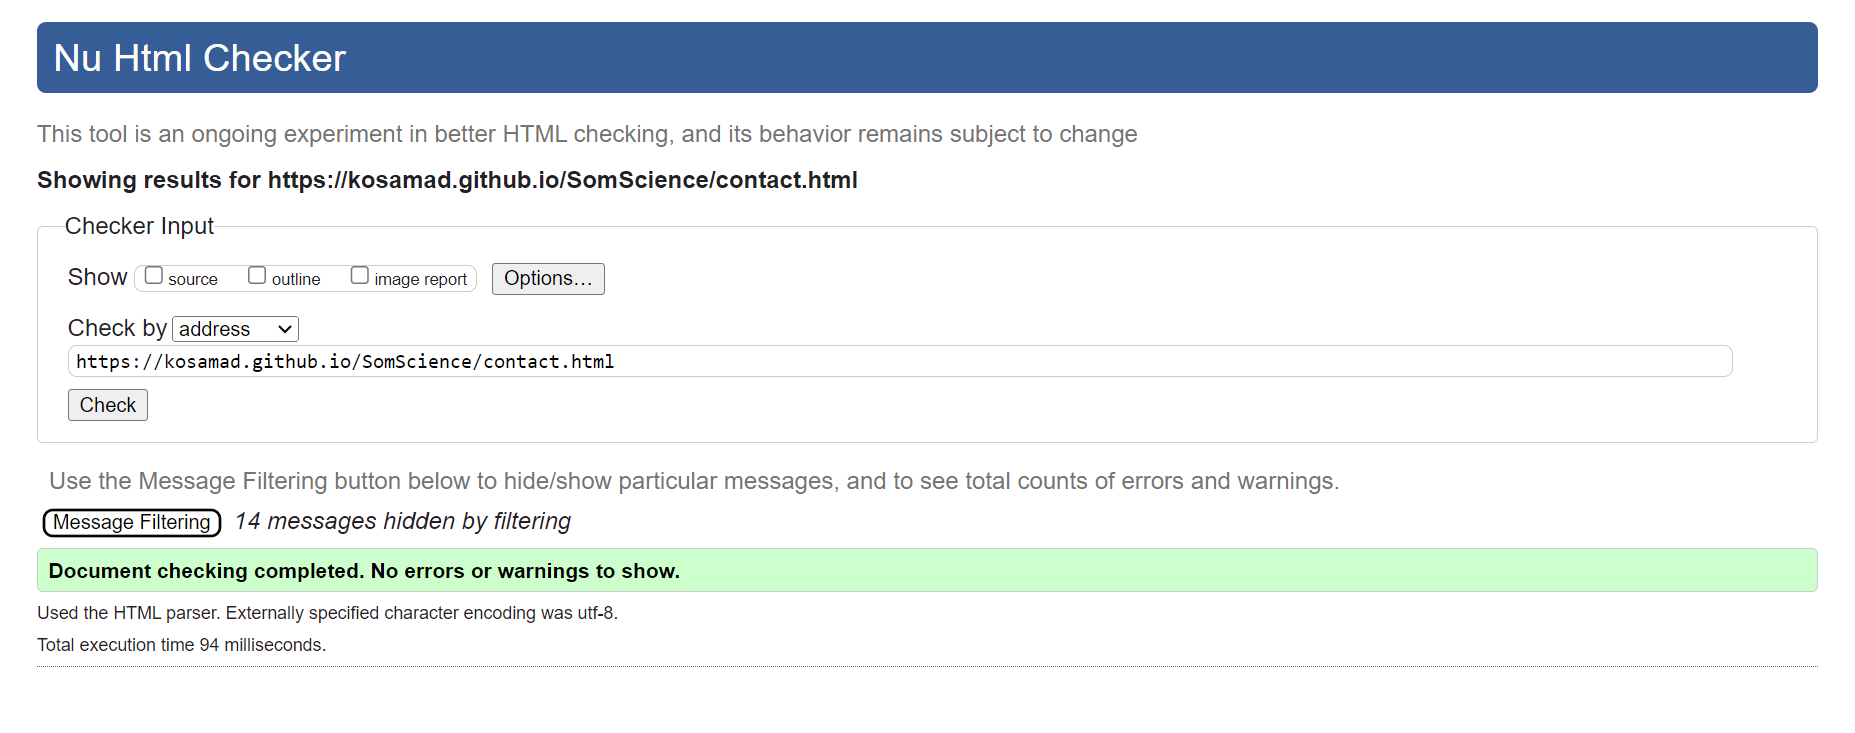 Nu Html Checker
This tool is an ongoing experiment in better HTML checking, and its behavior remains subject to change
Showing results for https://kosamad.github.io/SomScience/contact.html
Checker Input
Show source outline image report Options...
Check by address
https://kosamad.github.io/SomScience/contact.html
Check
Use the Message Filtering button below to hide/show particular messages, and to see total counts of errors and warnings.
Message Filtering 14 messages hidden by filtering
Document checking completed. No errors or warnings to show.
Used the HTML parser. Externally specified character encoding was utf-8.
Total execution time 94 milliseconds.